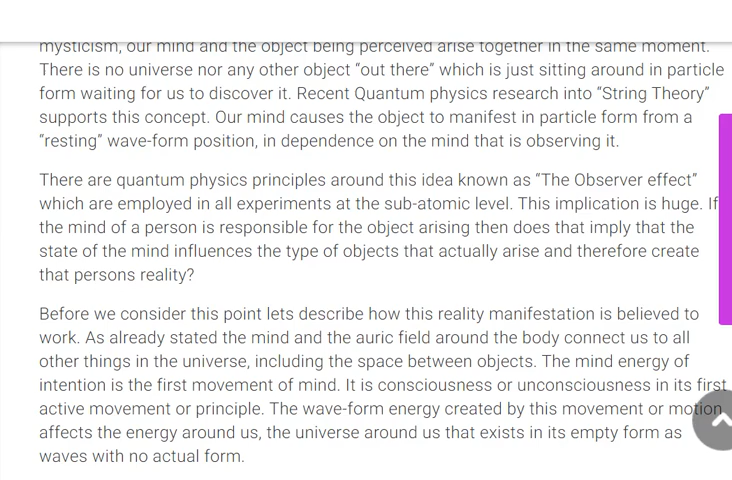 mysticism, our mind and the object being perceived arise together in the same moment.
There is no universe nor any other object “out there” which is just sitting around in particle
form waiting for us to discover it. Recent Quantum physics research into “String Theory”
supports this concept. Our mind causes the object to manifest in particle form from a
“resting” wave-form position, in dependence on the mind that is observing it.
There are quantum physics principles around this idea known as “The Observer effect”
which are employed in all experiments at the sub-atomic level. This implication is huge. If
the mind of a person is responsible for the object arising then does that imply that the
state of the mind influences the type of objects that actually arise and therefore create
that persons reality?
Before we consider this point lets describe how this reality manifestation is believed to
work. As already stated the mind and the auric field around the body connect us to all
other things in the universe, including the space between objects. The mind energy of
intention is the first movement of mind. It is consciousness or unconsciousness in its first
active movement or principle. The wave-form energy created by this movement or motion
affects the energy around us, the universe around us that exists in its empty form as
waves with no actual form.